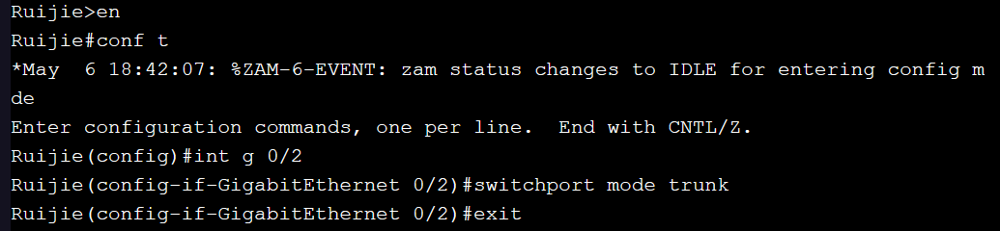 Ruijie>en
Ruijie#conf t
*May  6 18:42:07: %ZAM-6-EVENT: zam status changes to IDLE for entering config m
de
Enter configuration commands, one per line.  End with CNTL/Z.
Ruijie(config)#int g 0/2
Ruijie(config-if-GigabitEthernet 0/2)#switchport mode trunk
Ruijie(config-if-GigabitEthernet 0/2)#exit